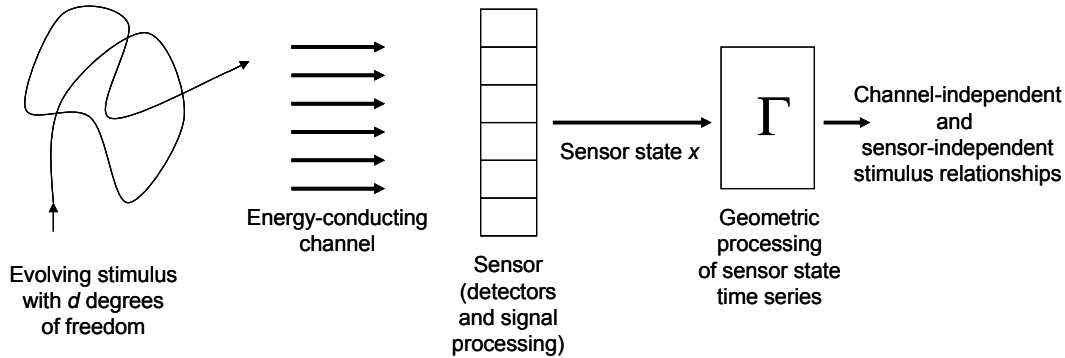 Evolving stimulus
with d degrees
of freedom
Energy-conducting
channel
Sensor
(detectors
and signal
processing)
Sensor state x
Γ
Geometric
processing
of sensor state
time series
Channel-independent
and
sensor-independent
stimulus relationships